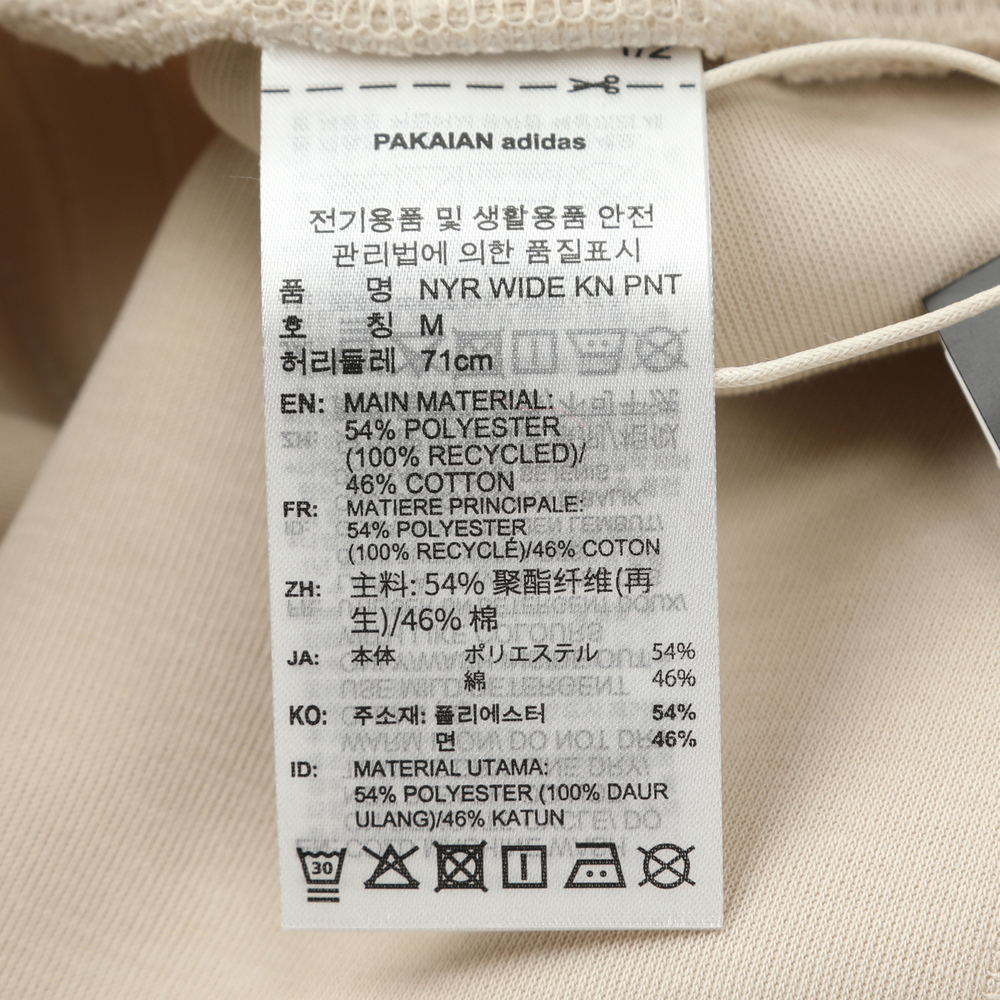 1/2
PAKAIAN adidas
전기용품 및 생활용품 안전
관리법에 의한 품질표시
품 명 NYR WIDE KN PNT
호 칭 M
허리둘레 71cm
EN: MAIN MATERIAL:
54% POLYESTER
(100% RECYCLED)/
46% COTTON
FR: MATIERE PRINCIPALE:
54% POLYESTER
(100% RECYCLÉ)/46% COTON
ZH: 主料: 54% 聚酯纤维(再
生)/46% 棉
JA: 本体 ポリエステル 54%
綿 46%
KO: 주소재: 폴리에스터 54%
면 46%
ID: MATERIAL UTAMA:
54% POLYESTER (100% DAUR
ULANG)/46% KATUN
30